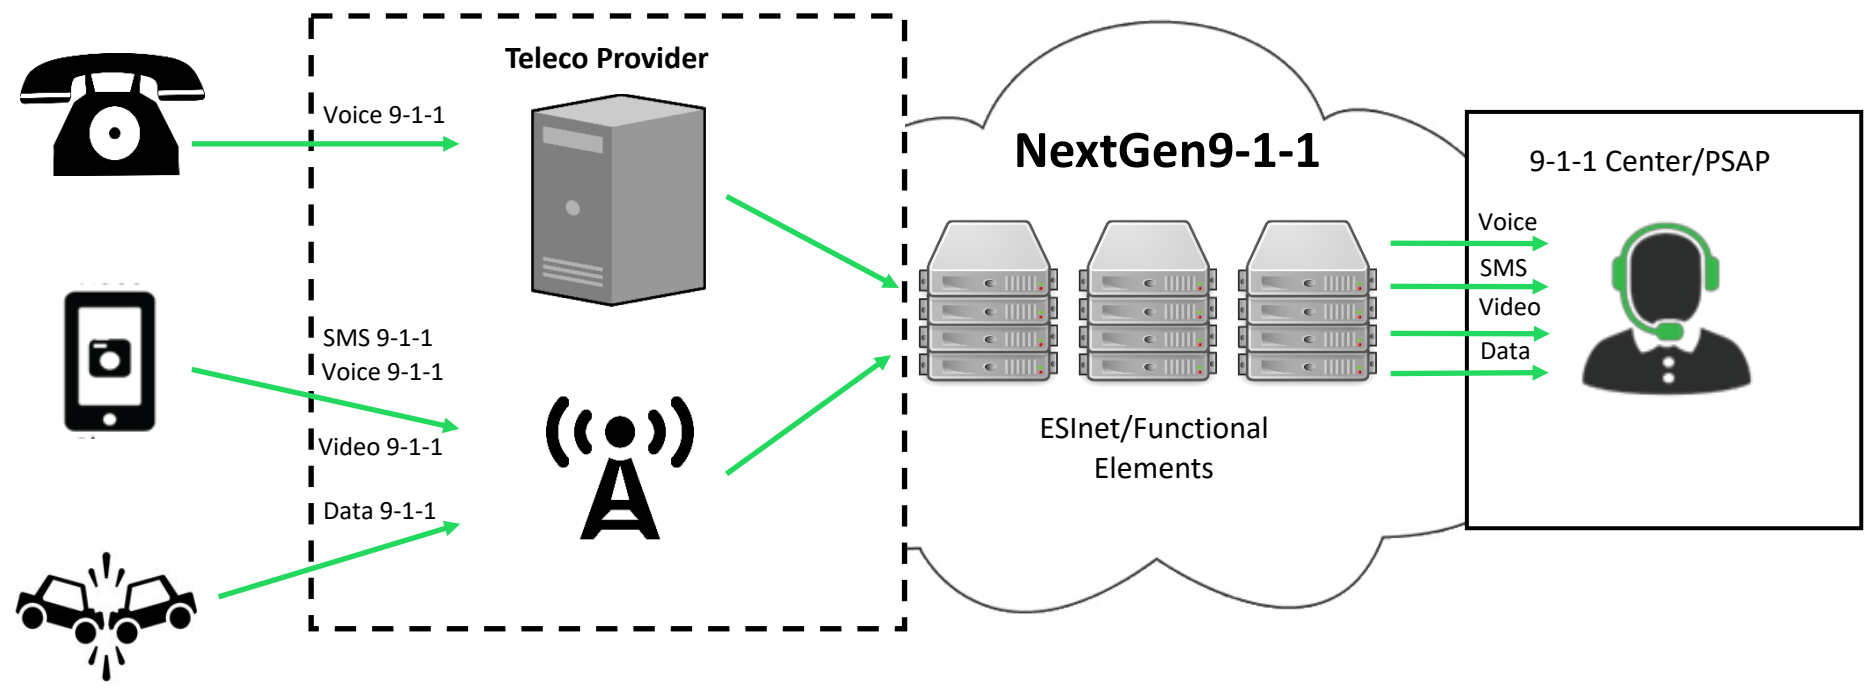 Teleco Provider
Voice 9-1-1
SMS 9-1-1
Voice 9-1-1
Video 9-1-1
Data 9-1-1
NextGen9-1-1
ESInet/Functional
Elements
9-1-1 Center/PSAP
Voice
SMS
Video
Data